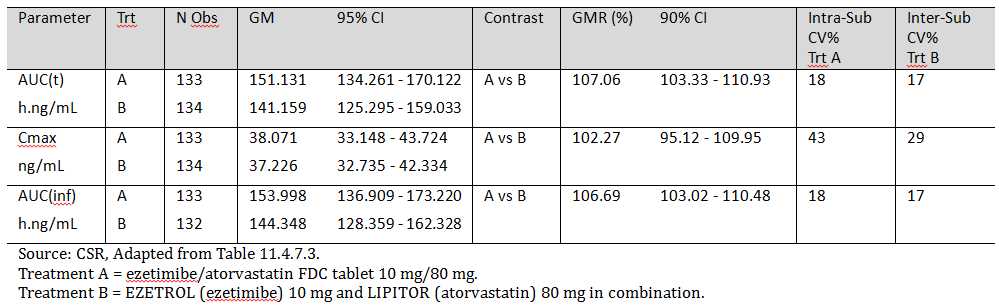 Parameter Trt N Obs GM 95% CI Contrast GMR (%) 90% CI Intra-Sub CV% Trt A Inter-Sub CV% Trt B
AUC(t) A 133 151.131 134.261 - 170.122 A vs B 107.06 103.33 - 110.93 18 17
h.ng/mL B 134 141.159 125.295 - 159.033
Cmax A 133 38.071 33.148 - 43.724 A vs B 102.27 95.12 - 109.95 43 29
ng/mL B 134 37.226 32.735 - 42.334
AUC(inf) A 133 153.998 136.909 - 173.220 A vs B 106.69 103.02 - 110.48 18 17
h.ng/mL B 132 144.348 128.359 - 162.328
Source: CSR, Adapted from Table 11.4.7.3.
Treatment A = ezetimibe/atorvastatin FDC tablet 10 mg/80 mg.
Treatment B = EZETROL (ezetimibe) 10 mg and LIPITOR (atorvastatin) 80 mg in combination.